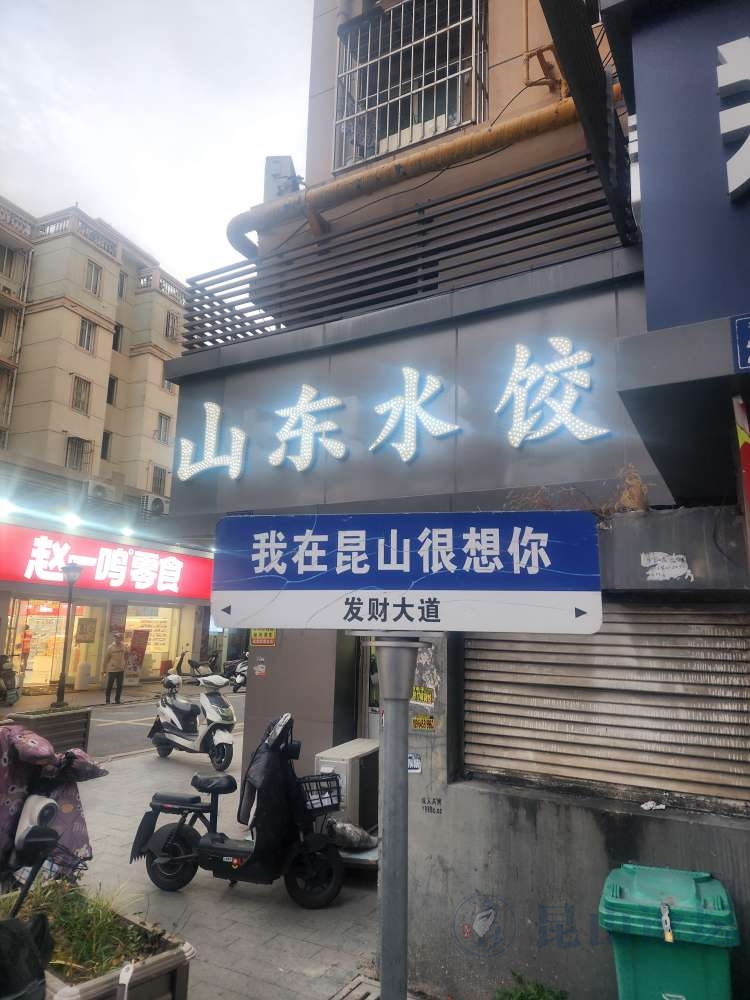 山东水饺
我在昆山很想你
发财大道
赵一鸣零食